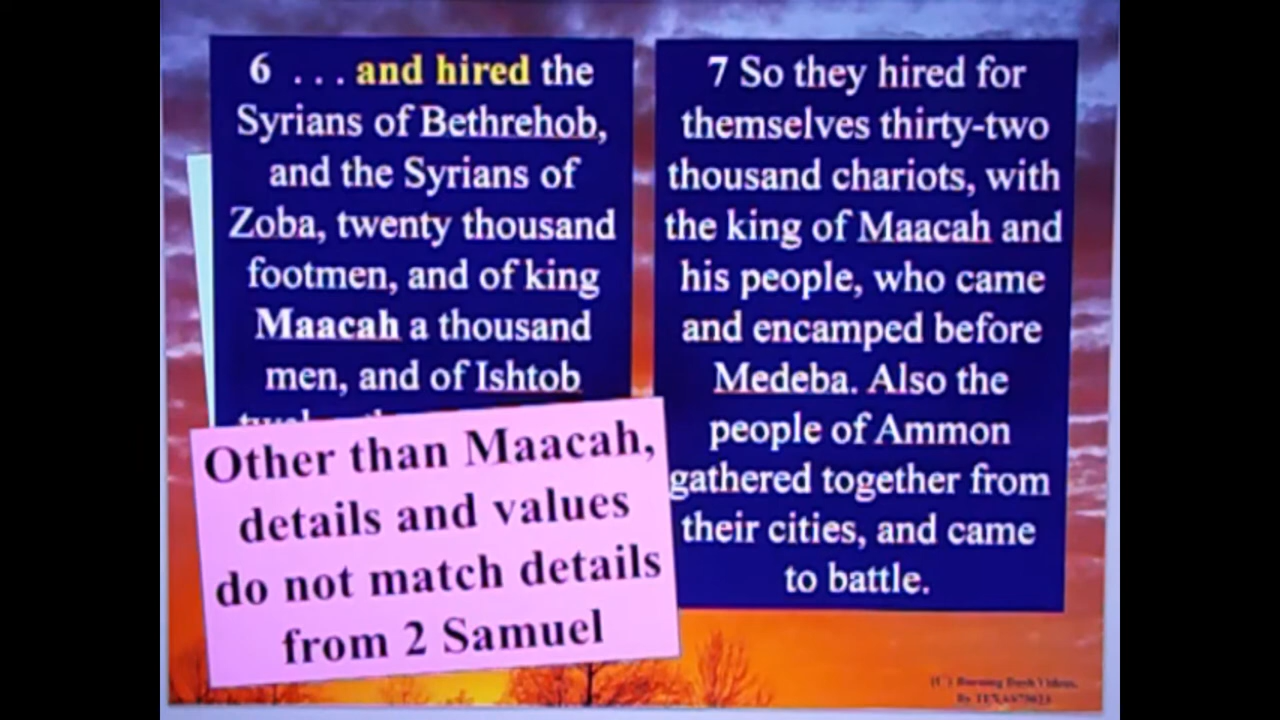 6 ... and hired the
Syrians of Bethrehob,
and the Syrians of
Zoba, twenty thousand
footmen, and of king
Maacah a thousand
men, and of Ishtob
Other than Maacah,
details and values
do not match details
from 2 Samuel
7 So they hired for
themselves thirty-two
thousand chariots, with
the king of Maacah and
his people, who came
and encamped before
Medeba. Also the
people of Ammon
gathered together from
their cities, and came
to battle.